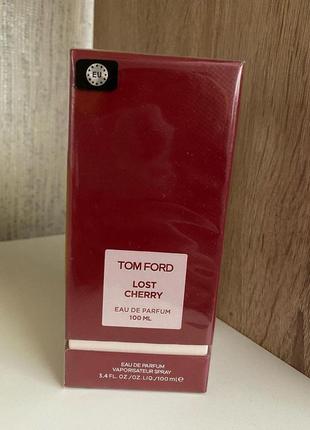 EU
TOM FORD
LOST
CHERRY
EAU DE PARFUM
100 ML
EAU DE PARFUM
VAPORISATEUR SPRAY
3.4 FL. OZ./OZ. LIQ./100 ml e